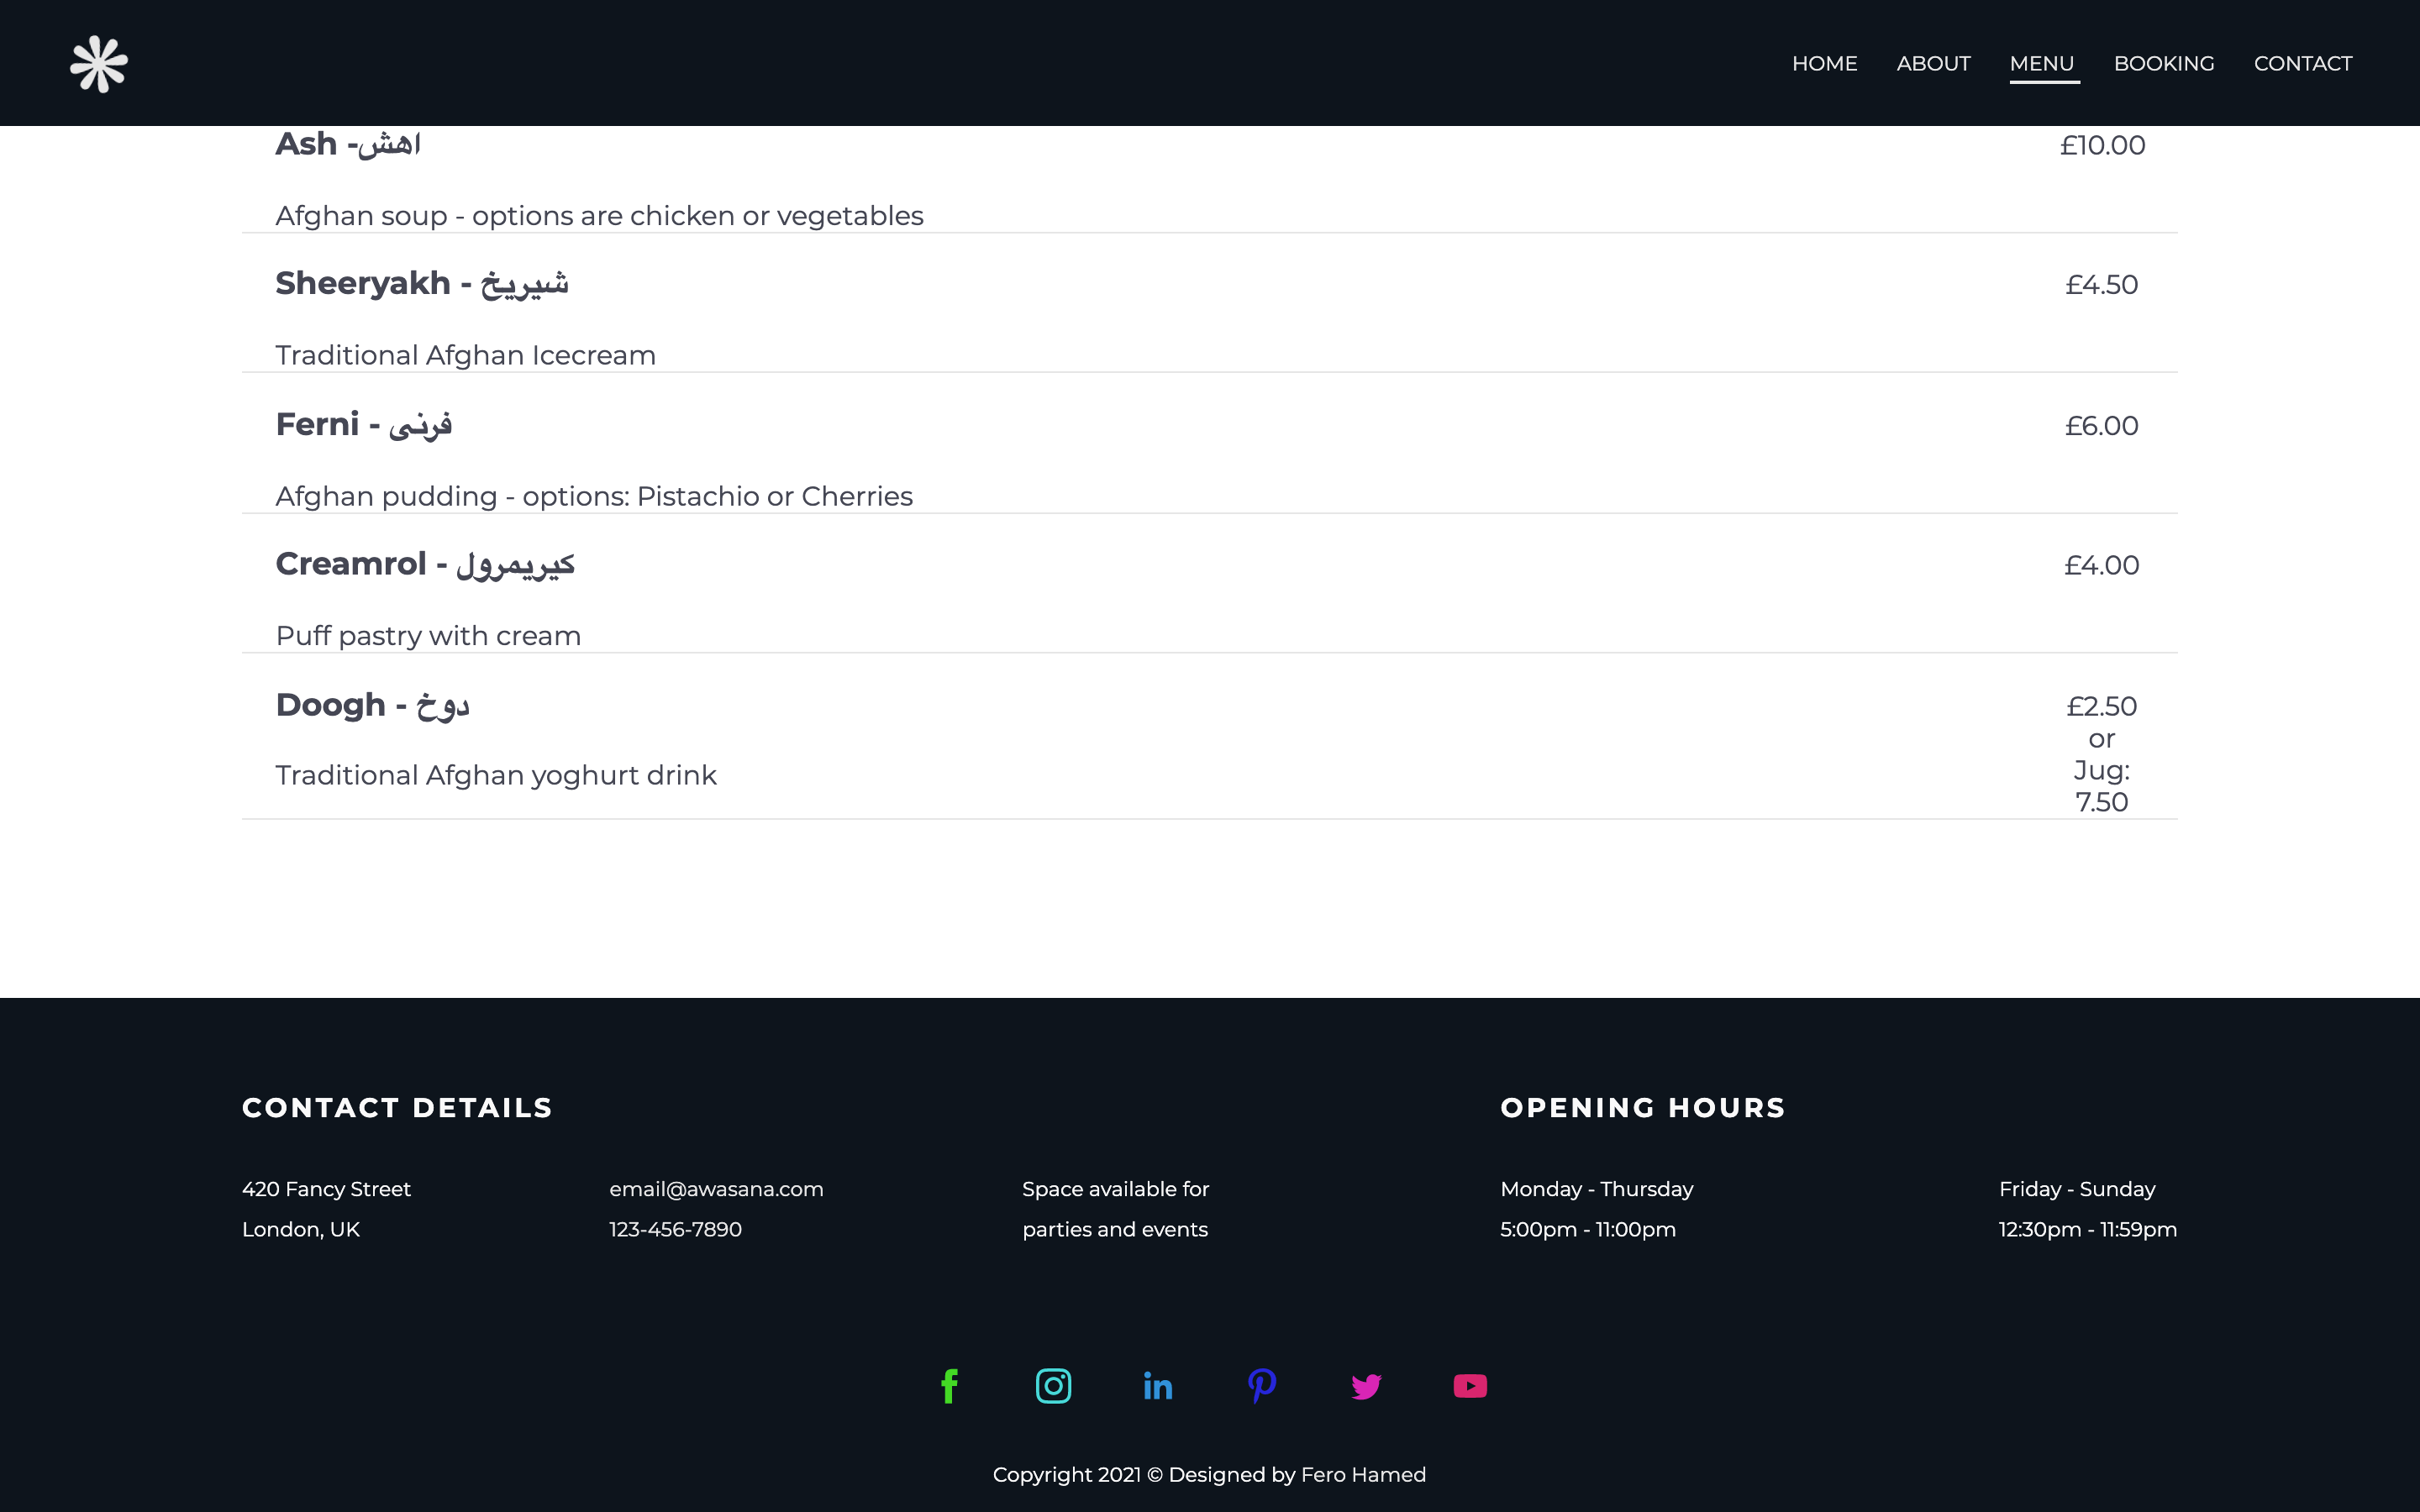 HOME ABOUT MENU BOOKING CONTACT
Ash -اهش £10.00
Afghan soup - options are chicken or vegetables
Sheeryakh - شیریخ £4.50
Traditional Afghan Icecream
Ferni - فرنی £6.00
Afghan pudding - options: Pistachio or Cherries
Creamrol - کیریمرول £4.00
Puff pastry with cream
Doogh - دوخ £2.50
or
Jug:
7.50
Traditional Afghan yoghurt drink
CONTACT DETAILS
420 Fancy Street
London, UK
email@awasana.com
123-456-7890
Space available for
parties and events
OPENING HOURS
Monday - Thursday
5:00pm - 11:00pm
Friday - Sunday
12:30pm - 11:59pm
Copyright 2021 © Designed by Fero Hamed